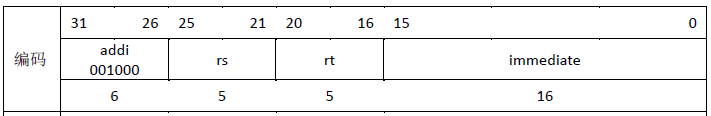 31 26 25 21 20 16 15 0
编码
addi
001000
rs
rt
immediate
6 5 5 16